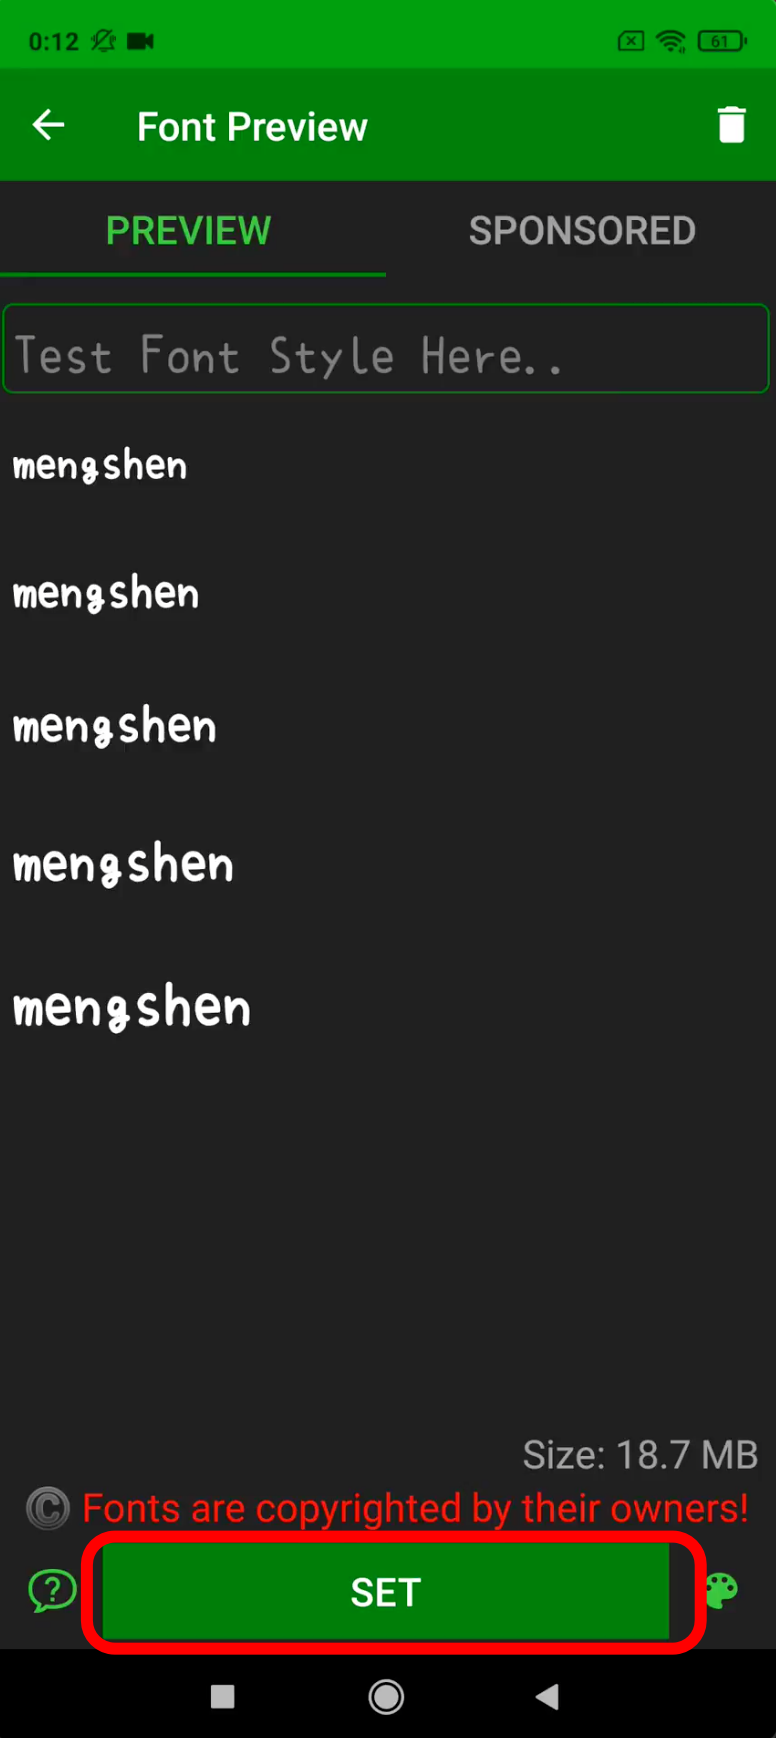 0:12
61
Font Preview
PREVIEW SPONSORED
Test Font Style Here..
mengshen
mengshen
mengshen
mengshen
mengshen
Size: 18.7 MB
© Fonts are copyrighted by their owners!
? SET